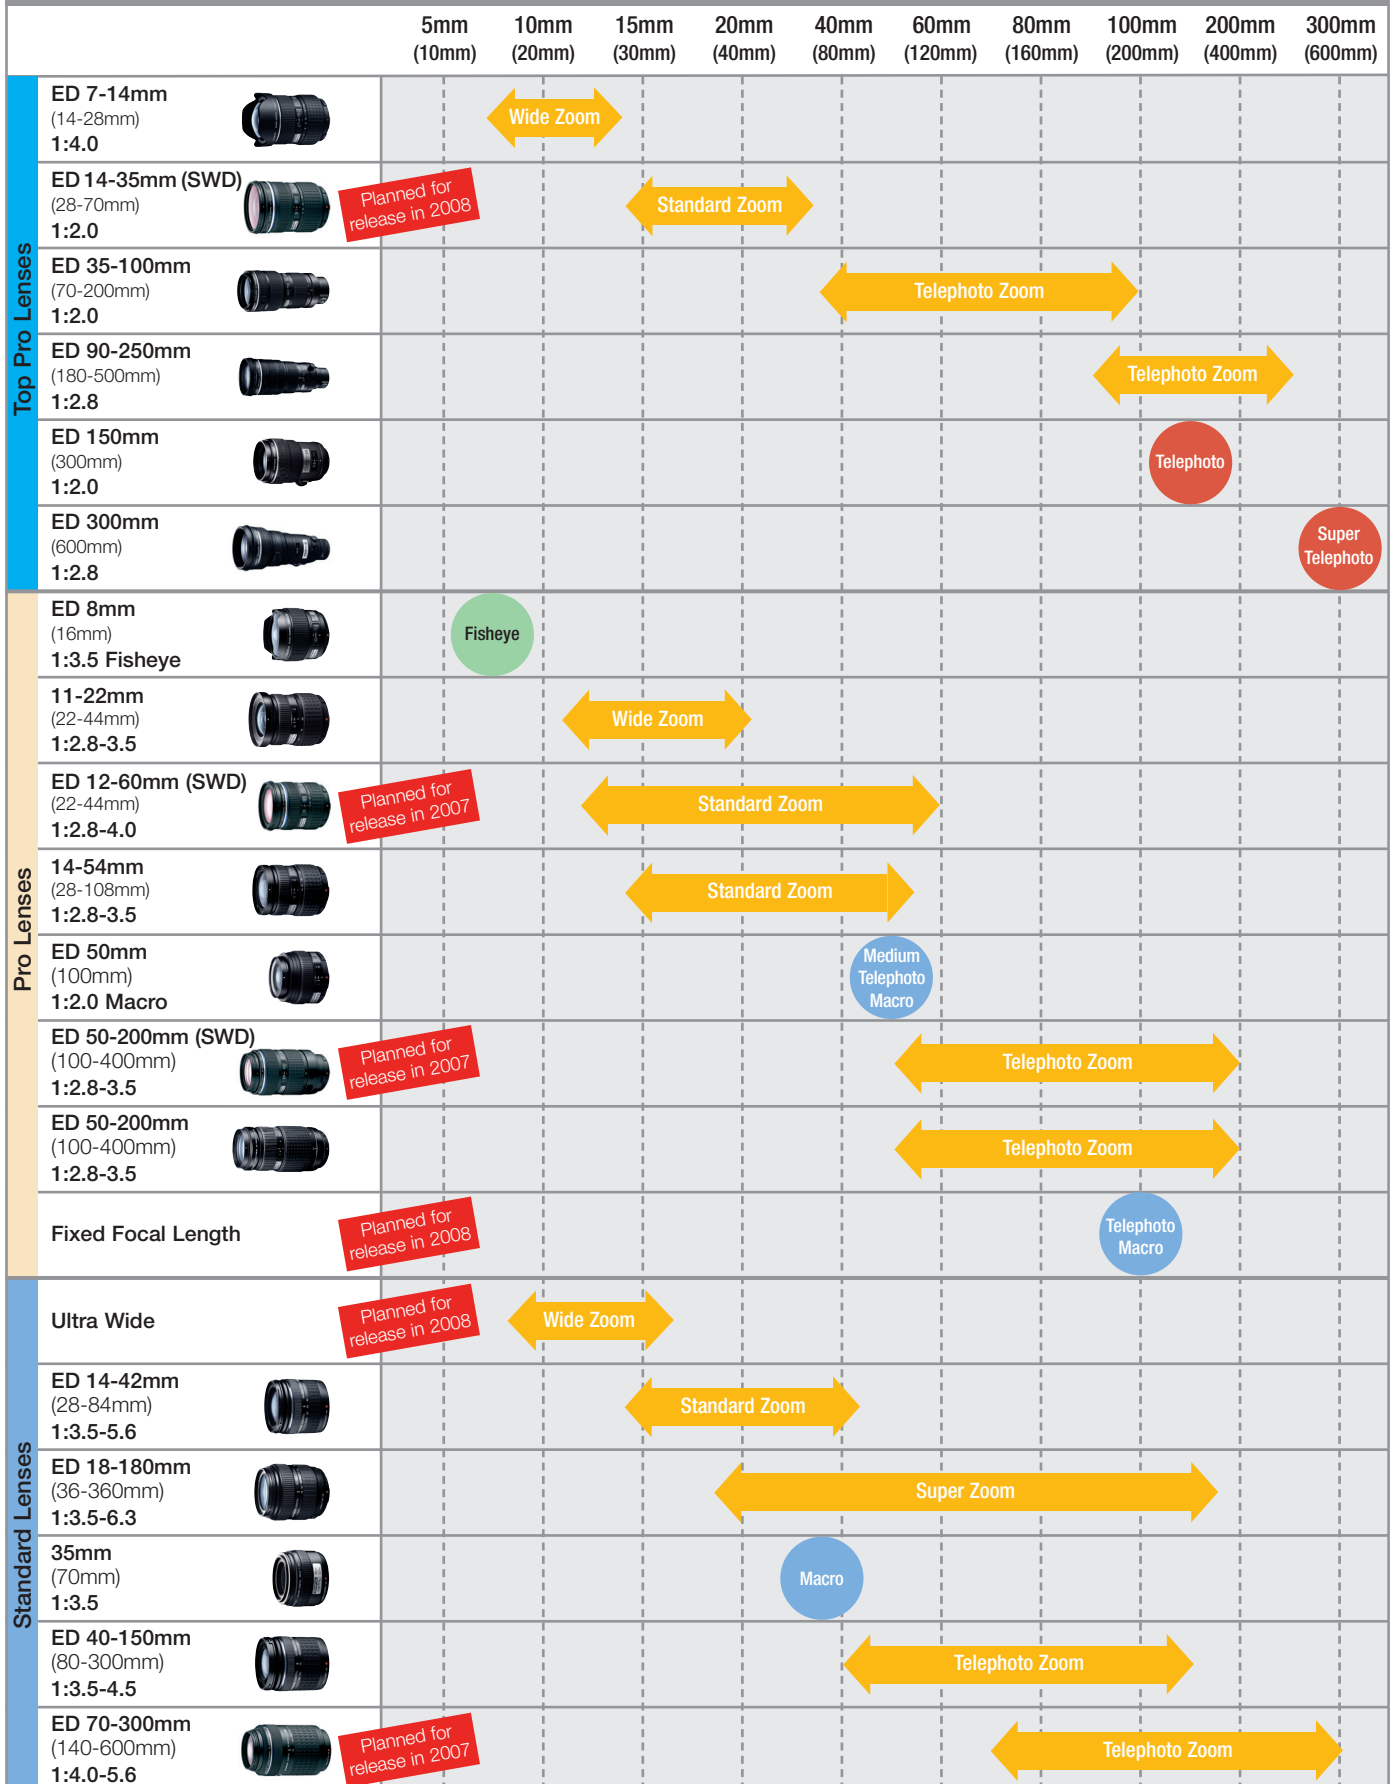 5mm 10mm 15mm 20mm 40mm 60mm 80mm 100mm 200mm 300mm
(10mm) (20mm) (30mm) (40mm) (80mm) (120mm) (160mm) (200mm) (400mm) (600mm)
Top Pro Lenses
ED 7-14mm
(14-28mm)
1:4.0
Wide Zoom
ED 14-35mm (SWD)
(28-70mm)
1:2.0
Planned for
release in 2008
Standard Zoom
ED 35-100mm
(70-200mm)
1:2.0
Telephoto Zoom
ED 90-250mm
(180-500mm)
1:2.8
Telephoto Zoom
ED 150mm
(300mm)
1:2.0
Telephoto
ED 300mm
(600mm)
1:2.8
Super
Telephoto
Pro Lenses
ED 8mm
(16mm)
1:3.5 Fisheye
Fisheye
11-22mm
(22-44mm)
1:2.8-3.5
Wide Zoom
ED 12-60mm (SWD)
(22-44mm)
1:2.8-4.0
Planned for
release in 2007
Standard Zoom
14-54mm
(28-108mm)
1:2.8-3.5
Standard Zoom
ED 50mm
(100mm)
1:2.0 Macro
Medium
Telephoto
Macro
ED 50-200mm (SWD)
(100-400mm)
1:2.8-3.5
Planned for
release in 2007
Telephoto Zoom
ED 50-200mm
(100-400mm)
1:2.8-3.5
Telephoto Zoom
Fixed Focal Length
Planned for
release in 2008
Telephoto
Macro
Standard Lenses
Ultra Wide
Planned for
release in 2008
Wide Zoom
ED 14-42mm
(28-84mm)
1:3.5-5.6
Standard Zoom
ED 18-180mm
(36-360mm)
1:3.5-6.3
Super Zoom
35mm
(70mm)
1:3.5
Macro
ED 40-150mm
(80-300mm)
1:3.5-4.5
Telephoto Zoom
ED 70-300mm
(140-600mm)
1:4.0-5.6
Planned for
release in 2007
Telephoto Zoom